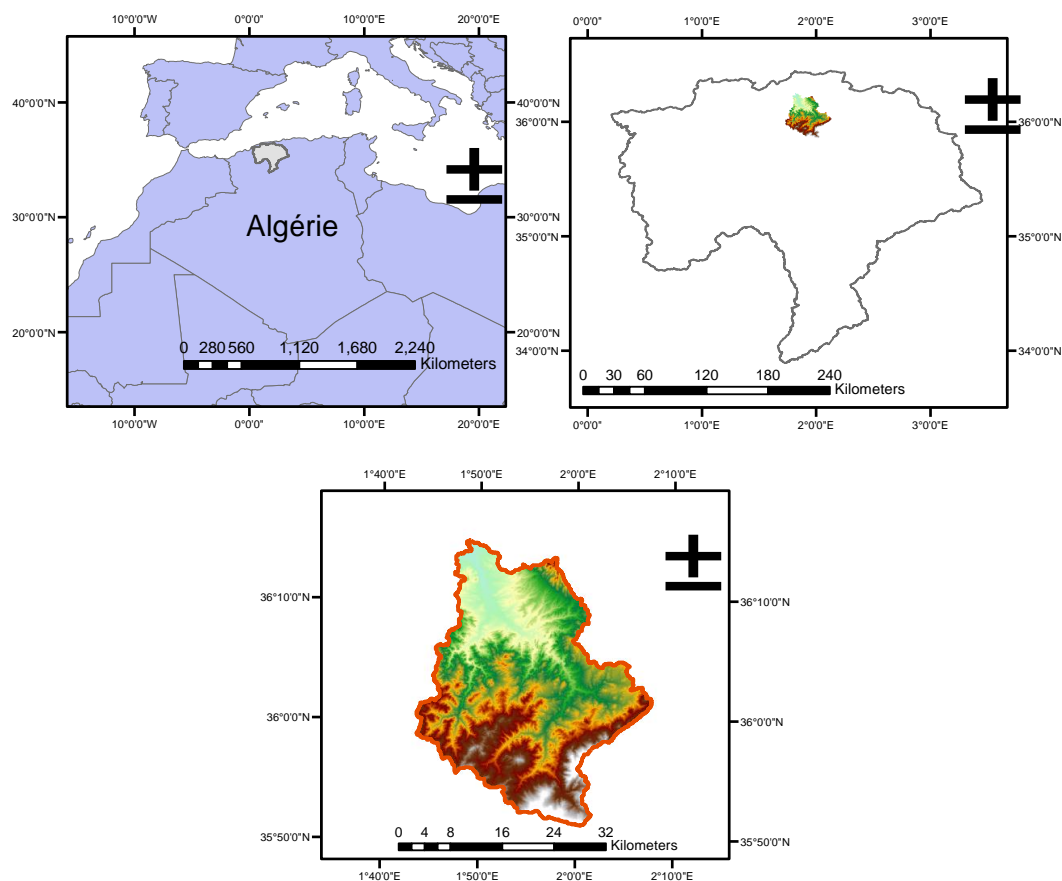 10°0'0"W 0°0'0" 10°0'0"E 20°0'0"E
40°0'0"N 40°0'0"N
30°0'0"N 30°0'0"N
20°0'0"N 20°0'0"N
Algérie
0 280 560 1,120 1,680 2,240
Kilometers
10°0'0"W 0°0'0" 10°0'0"E 20°0'0"E
0°0'0" 1°0'0"E 2°0'0"E 3°0'0"E
36°0'0"N 36°0'0"N
35°0'0"N 35°0'0"N
34°0'0"N 34°0'0"N
0 30 60 120 180 240
Kilometers
0°0'0" 1°0'0"E 2°0'0"E 3°0'0"E
1°40'0"E 1°50'0"E 2°0'0"E 2°10'0"E
36°10'0"N 36°10'0"N
36°0'0"N 36°0'0"N
35°50'0"N 35°50'0"N
0 4 8 16 24 32
Kilometers
1°40'0"E 1°50'0"E 2°0'0"E 2°10'0"E